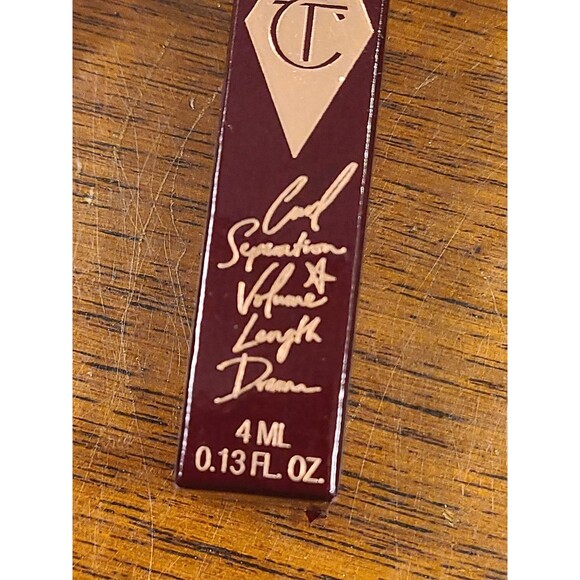 CT
Curl
Separation
Volume
Length
Drama
4 ML
0.13 FL. OZ.